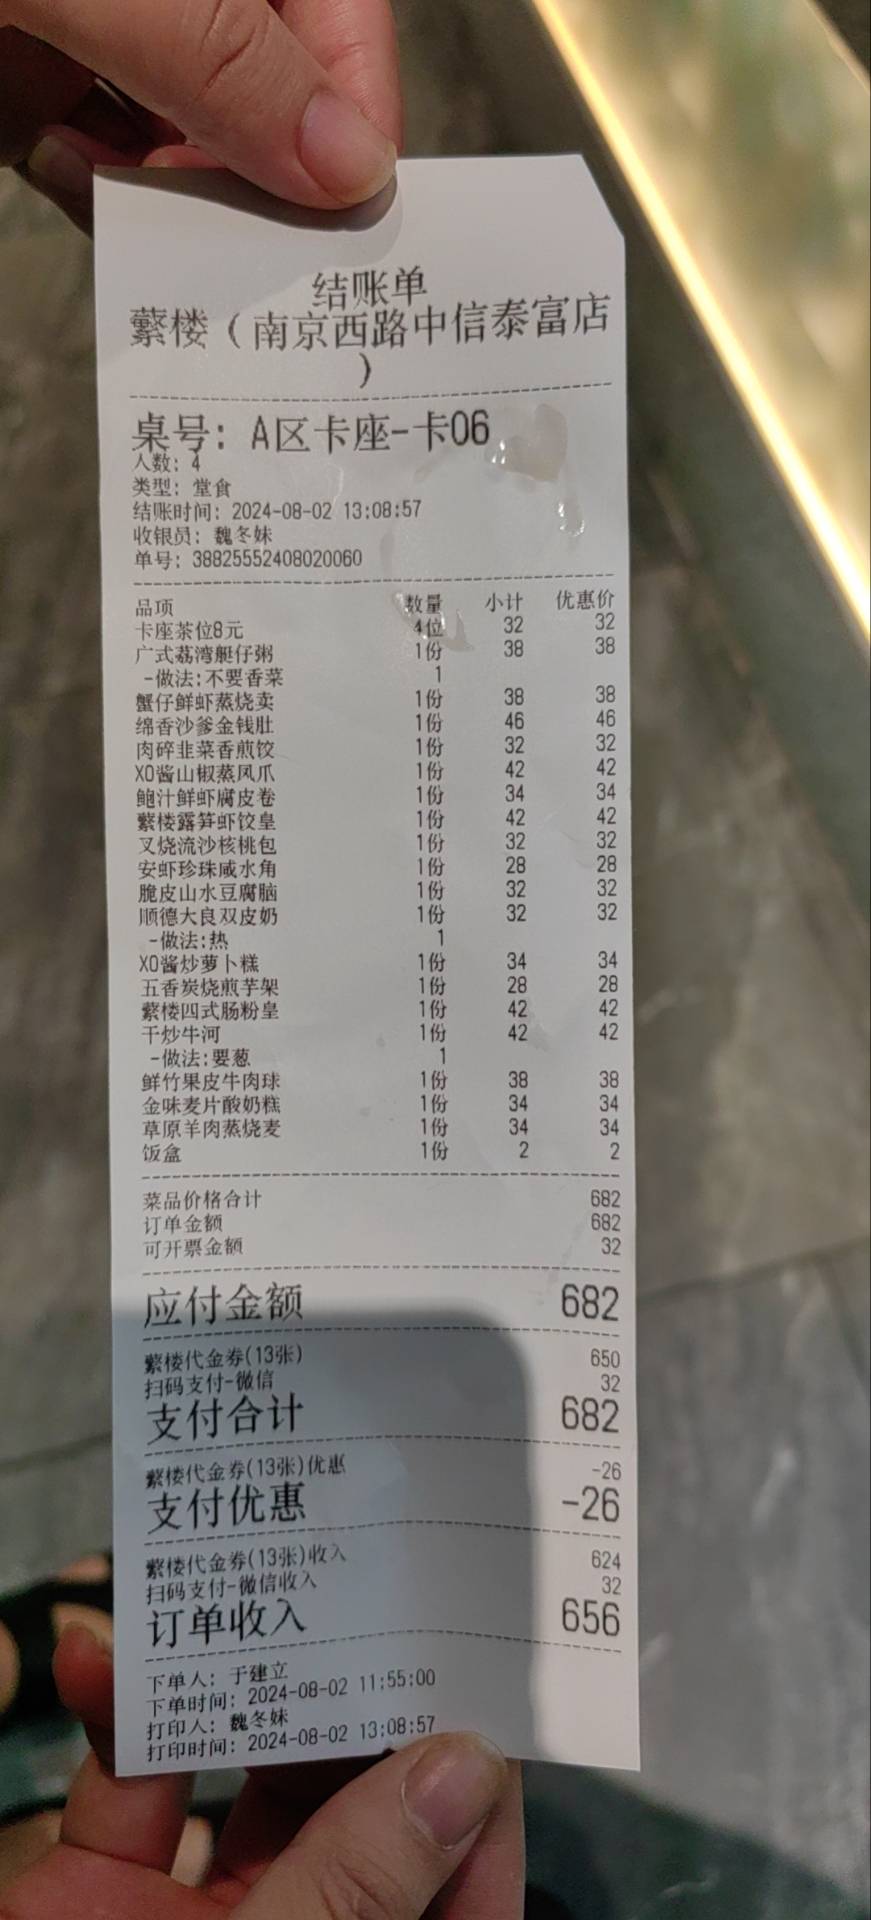 结账单
蘩楼（南京西路中信泰富店
）
桌号: A区卡座-卡06
人数: 4
类型: 堂食
结账时间: 2024-08-02 13:08:57
收银员: 魏冬妹
单号: 38825552408020060
品项 数量 小计 优惠价
卡座茶位8元 4位 32 32
广式荔湾艇仔粥 1份 38 38
-做法:不要香菜 1
蟹仔鲜虾蒸烧卖 1份 38 38
绵香沙爹金钱肚 1份 46 46
肉碎韭菜香煎饺 1份 32 32
XO酱山椒蒸凤爪 1份 42 42
鲍汁鲜虾腐皮卷 1份 34 34
蘩楼露笋虾饺皇 1份 42 42
叉烧流沙核桃包 1份 32 32
安虾珍珠咸水角 1份 28 28
脆皮山水豆腐脑 1份 32 32
顺德大良双皮奶 1份 32 32
-做法:热 1
XO酱炒萝卜糕 1份 34 34
五香炭烧煎芋架 1份 28 28
蘩楼四式肠粉皇 1份 42 42
干炒牛河 1份 42 42
-做法:要葱 1
鲜竹果皮牛肉球 1份 38 38
金味麦片酸奶糕 1份 34 34
草原羊肉蒸烧麦 1份 34 34
饭盒 1份 2 2
菜品价格合计 682
订单金额 682
可开票金额 32
应付金额 682
蘩楼代金券(13张) 650
扫码支付-微信 32
支付合计 682
蘩楼代金券(13张)优惠 -26
支付优惠 -26
蘩楼代金券(13张)收入 624
扫码支付-微信收入 32
订单收入 656
下单人: 于建立
下单时间: 2024-08-02 11:55:00
打印人: 魏冬妹
打印时间: 2024-08-02 13:08:57